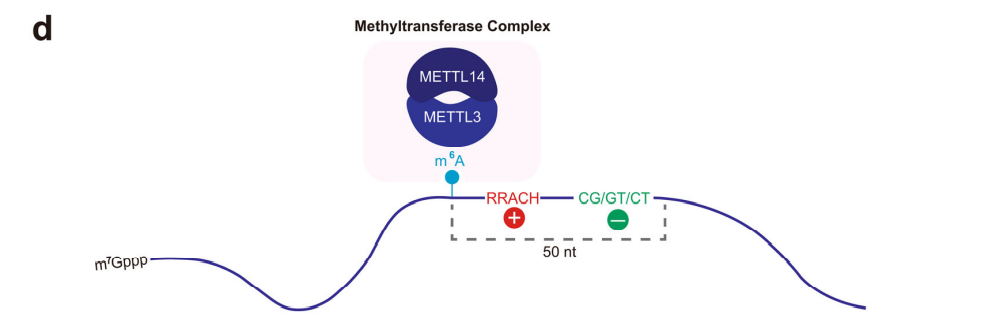 d
Methyltransferase Complex
METTL14
METTL3
m⁶A
RRACH CG/GT/CT
+ −
50 nt
m⁷Gppp